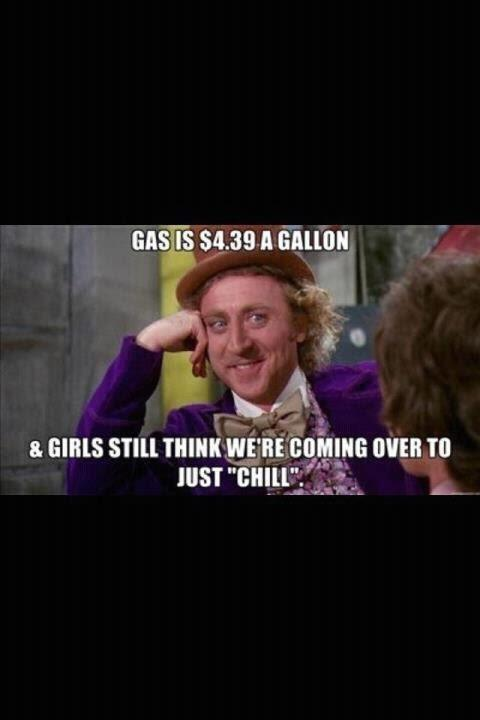 GAS IS $4.39 A GALLON
& GIRLS STILL THINK WE'RE COMING OVER TO
JUST "CHILL".